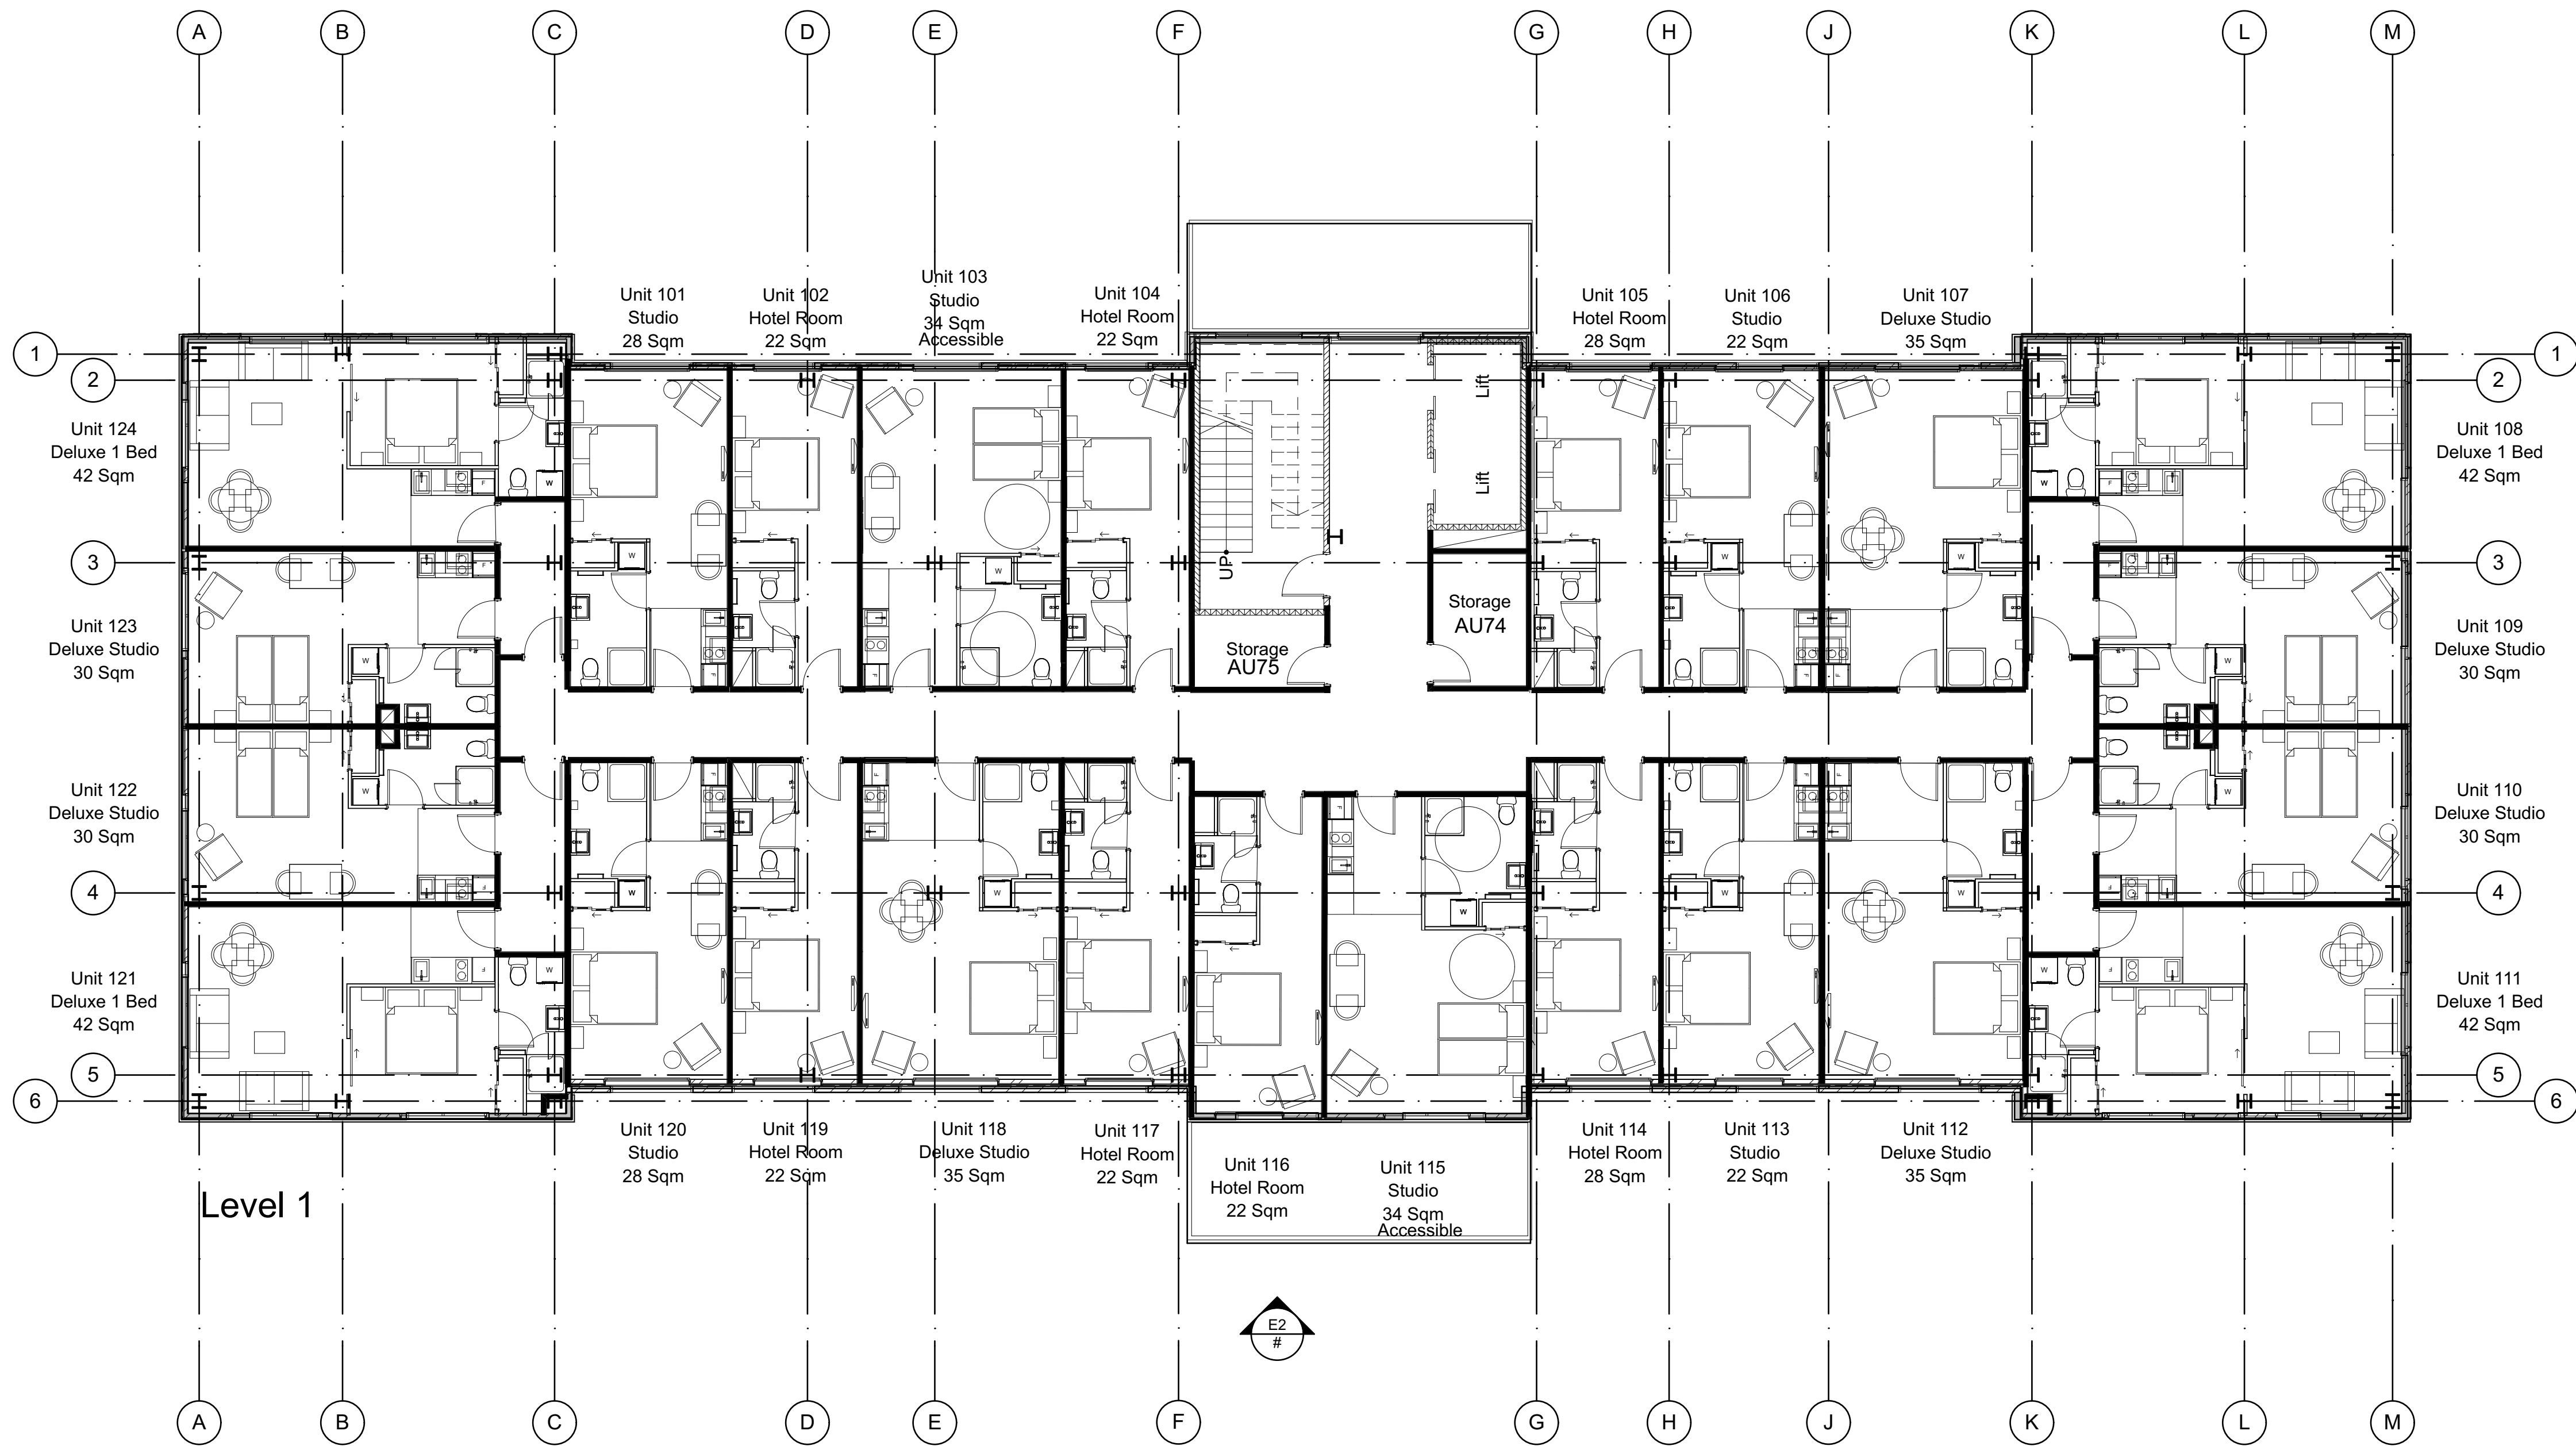 A B C D E F G H J K L M
Unit 103
Studio
34 Sqm
Accessible
Unit 101
Studio
28 Sqm
Unit 102
Hotel Room
22 Sqm
Unit 104
Hotel Room
22 Sqm
Unit 105
Hotel Room
28 Sqm
Unit 106
Studio
22 Sqm
Unit 107
Deluxe Studio
35 Sqm
1
1
2
2
Lift
Lift
Unit 124
Deluxe 1 Bed
42 Sqm
Unit 108
Deluxe 1 Bed
42 Sqm
F
W
W
F
3
3
UP
F
W
W
W
W
F
Storage
AU74
Storage
AU75
Unit 123
Deluxe Studio
30 Sqm
Unit 109
Deluxe Studio
30 Sqm
W
F
F
F
F
W
Unit 122
Deluxe Studio
30 Sqm
Unit 110
Deluxe Studio
30 Sqm
W
F
F
F
F
F
W
4
4
F
W
W
W
W
W
F
Unit 121
Deluxe 1 Bed
42 Sqm
Unit 111
Deluxe 1 Bed
42 Sqm
F
W
W
F
5
5
6
6
Unit 120
Studio
28 Sqm
Unit 119
Hotel Room
22 Sqm
Unit 118
Deluxe Studio
35 Sqm
Unit 117
Hotel Room
22 Sqm
Unit 116
Hotel Room
22 Sqm
Unit 115
Studio
34 Sqm
Accessible
Unit 114
Hotel Room
28 Sqm
Unit 113
Studio
22 Sqm
Unit 112
Deluxe Studio
35 Sqm
Level 1
E2
#
A B C D E F G H J K L M